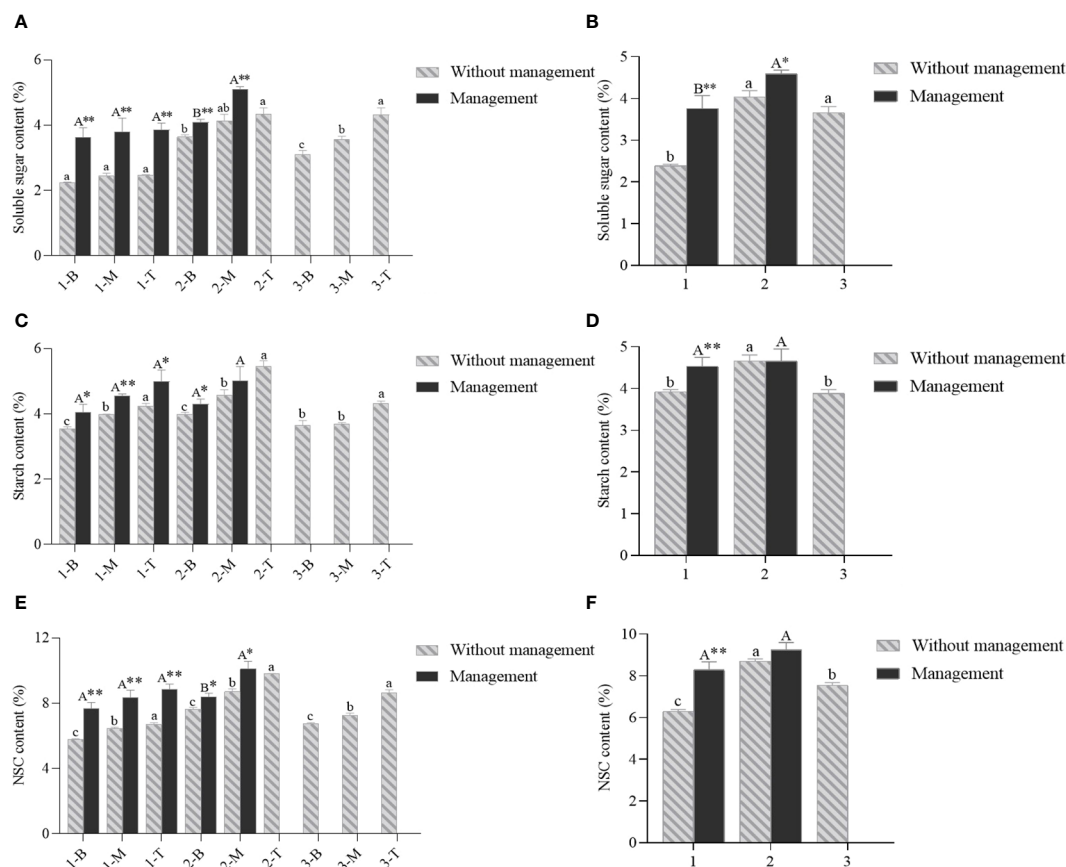 A
Soluble sugar content (%)
6
4
2
0
a A** a A** a A** b B** ab A** a c b a
1-B 1-M 1-T 2-B 2-M 2-T 3-B 3-M 3-T
Without management
Management
B
Soluble sugar content (%)
5
4
3
2
1
0
b B** a A* a
1 2 3
Without management
Management
C
Starch content (%)
6
4
2
0
c A* b A** a A* c A* b A a b b a
1-B 1-M 1-T 2-B 2-M 2-T 3-B 3-M 3-T
Without management
Management
D
Starch content (%)
5
4
3
2
1
0
b A** a A b
1 2 3
Without management
Management
E
NSC content (%)
12
8
4
0
c A** b A** a A** c B* b A* a c b a
1-B 1-M 1-T 2-B 2-M 2-T 3-B 3-M 3-T
Without management
Management
F
NSC content (%)
10
8
6
4
2
0
c A** a A b
1 2 3
Without management
Management